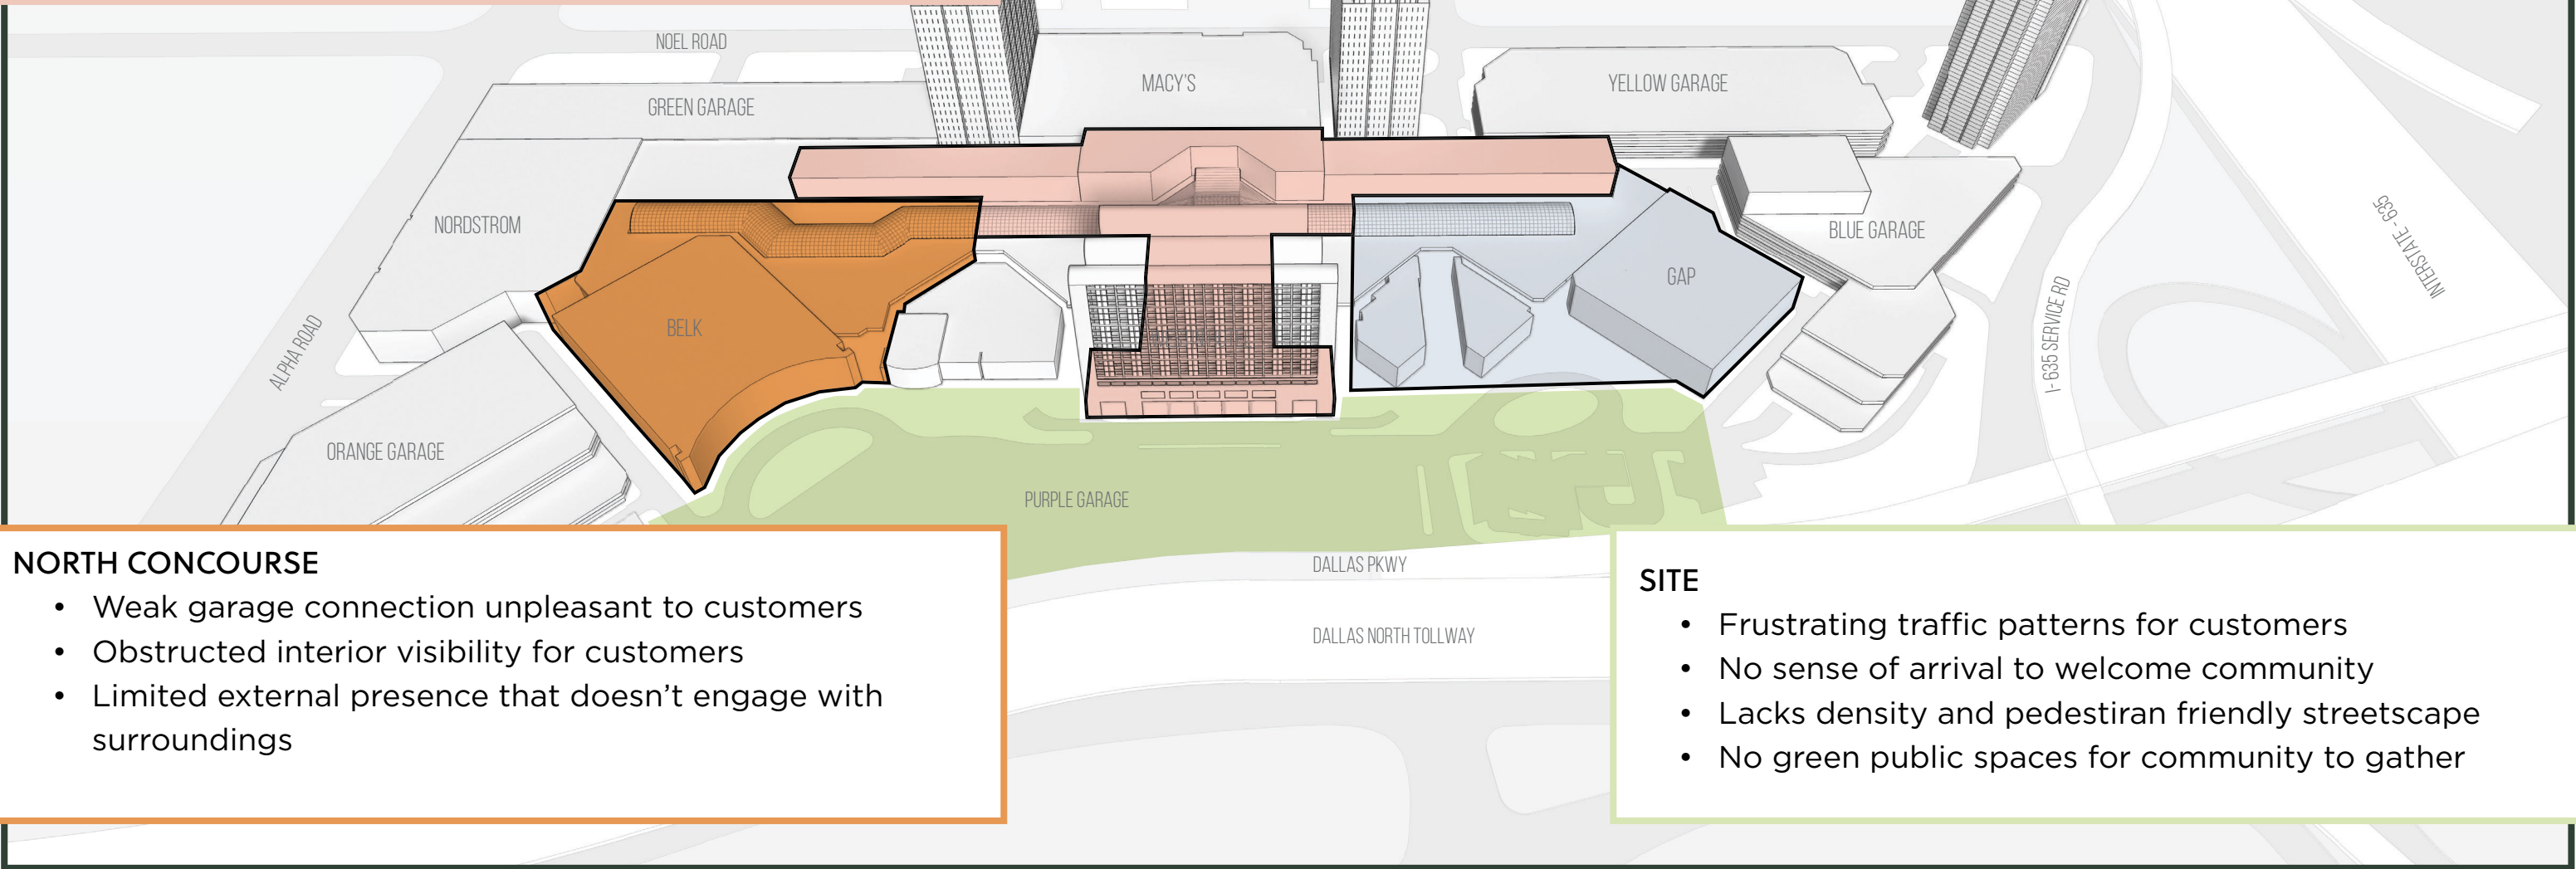 NOEL ROAD
MACY'S
YELLOW GARAGE
GREEN GARAGE
NORDSTROM
BLUE GARAGE
INTERSTATE - 635
GAP
BELK
ALPHA ROAD
I - 635 SERVICE RD
ORANGE GARAGE
PURPLE GARAGE
DALLAS PKWY
DALLAS NORTH TOLLWAY
NORTH CONCOURSE
• Weak garage connection unpleasant to customers
• Obstructed interior visibility for customers
• Limited external presence that doesn't engage with
surroundings
SITE
• Frustrating traffic patterns for customers
• No sense of arrival to welcome community
• Lacks density and pedestiran friendly streetscape
• No green public spaces for community to gather